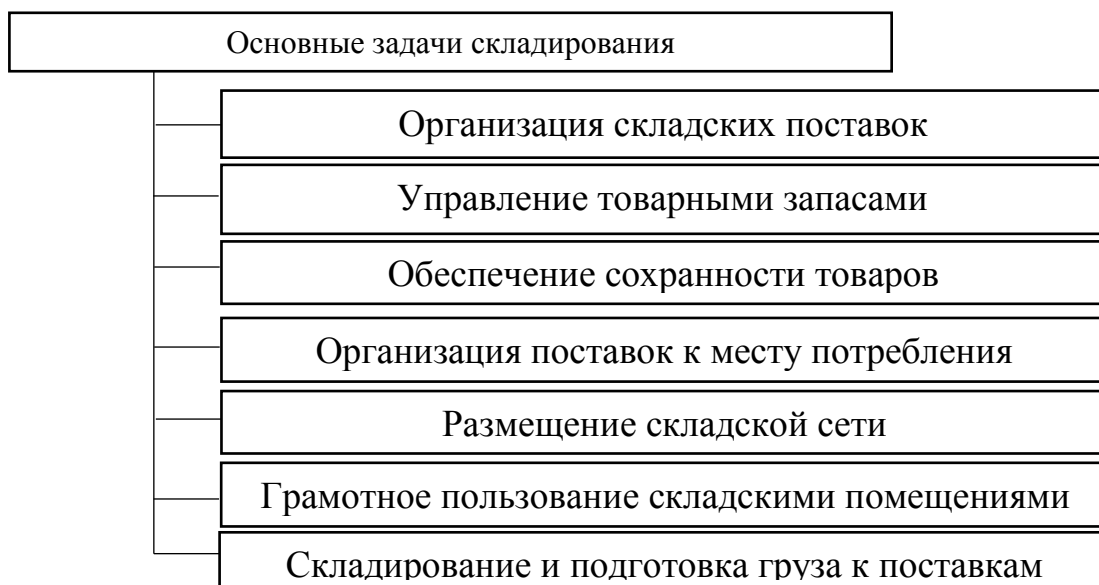 Основные задачи складирования
Организация складских поставок
Управление товарными запасами
Обеспечение сохранности товаров
Организация поставок к месту потребления
Размещение складской сети
Грамотное пользование складскими помещениями
Складирование и подготовка груза к поставкам